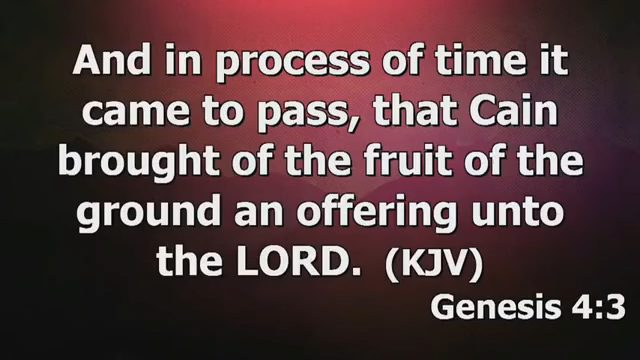 And in process of time it
came to pass, that Cain
brought of the fruit of the
ground an offering unto
the LORD. (KJV)
Genesis 4:3